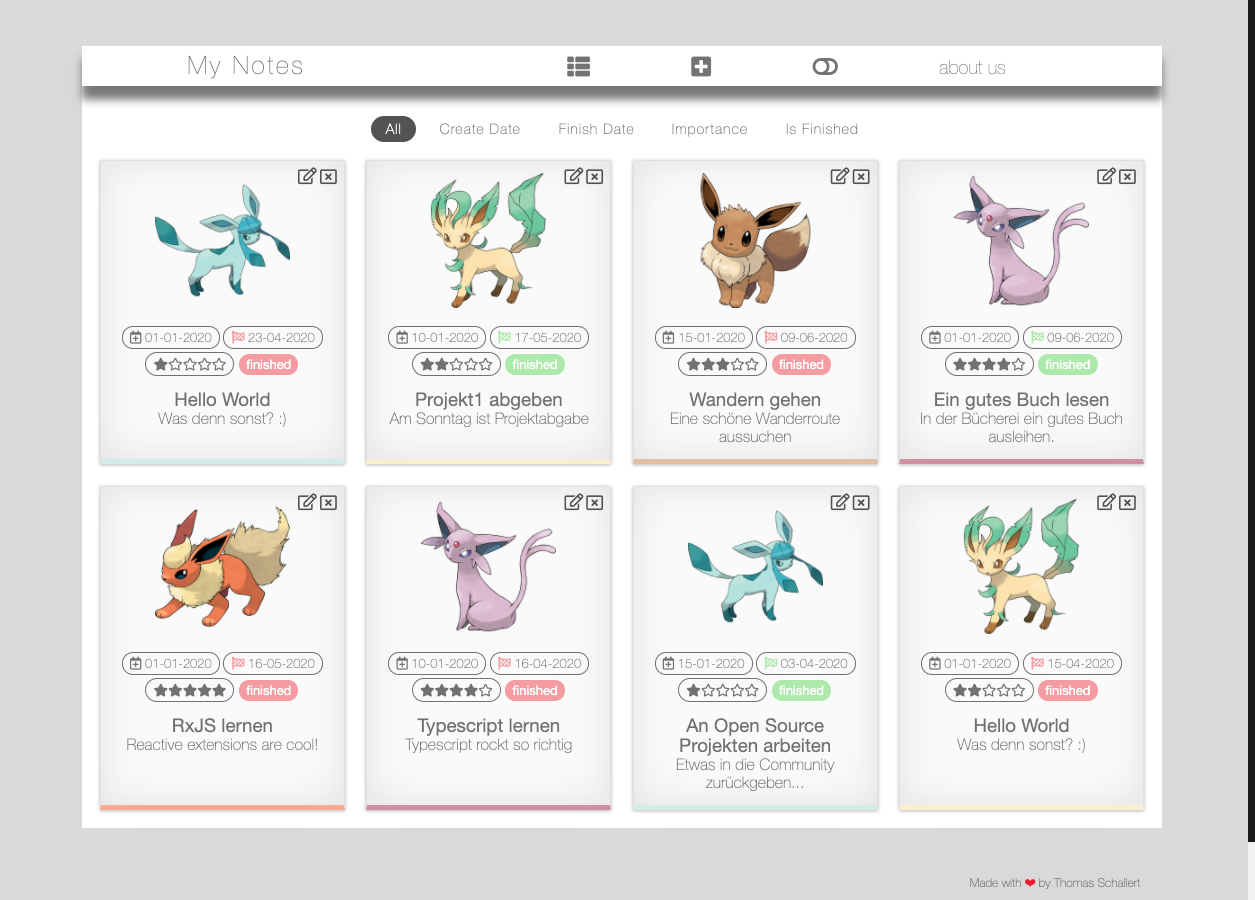 My Notes
about us
All Create Date Finish Date Importance Is Finished
01-01-2020 23-04-2020
finished
Hello World
Was denn sonst? :)
10-01-2020 17-05-2020
finished
Projekt1 abgeben
Am Sonntag ist Projektabgabe
15-01-2020 09-06-2020
finished
Wandern gehen
Eine schöne Wanderroute
aussuchen
01-01-2020 09-06-2020
finished
Ein gutes Buch lesen
In der Bücherei ein gutes Buch
ausleihen.
01-01-2020 16-05-2020
finished
RxJS lernen
Reactive extensions are cool!
10-01-2020 16-04-2020
finished
Typescript lernen
Typescript rockt so richtig
15-01-2020 03-04-2020
finished
An Open Source
Projekten arbeiten
Etwas in die Community
zurückgeben...
01-01-2020 15-04-2020
finished
Hello World
Was denn sonst? :)
Made with ❤ by Thomas Schallert